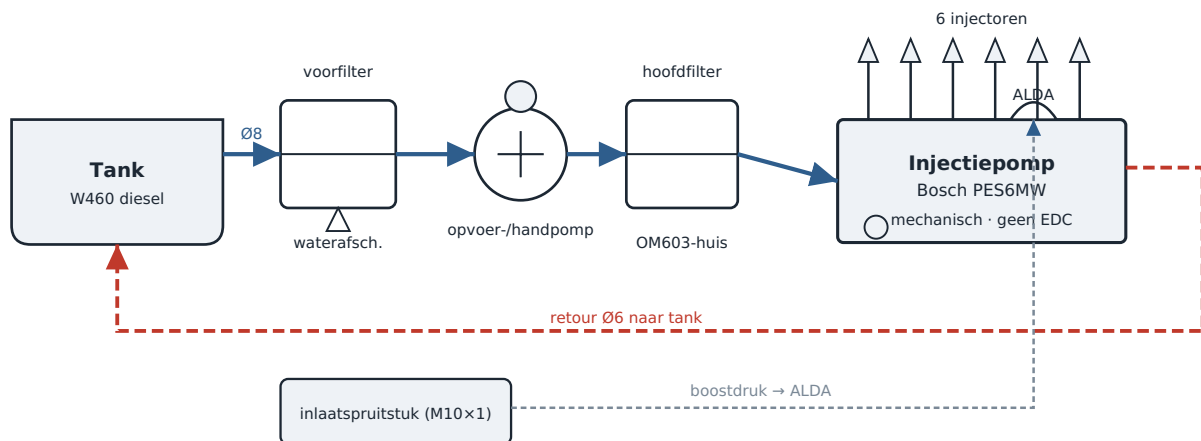 6 injectoren
voorfilter
hoofdfilter
ALDA
Ø8
Tank
W460 diesel
Injectiepomp
Bosch PES6MW
mechanisch · geen EDC
opvoer-/handpomp
waterafsch.
OM603-huis
retour Ø6 naar tank
boostdruk → ALDA
inlaatspruitstuk (M10×1)